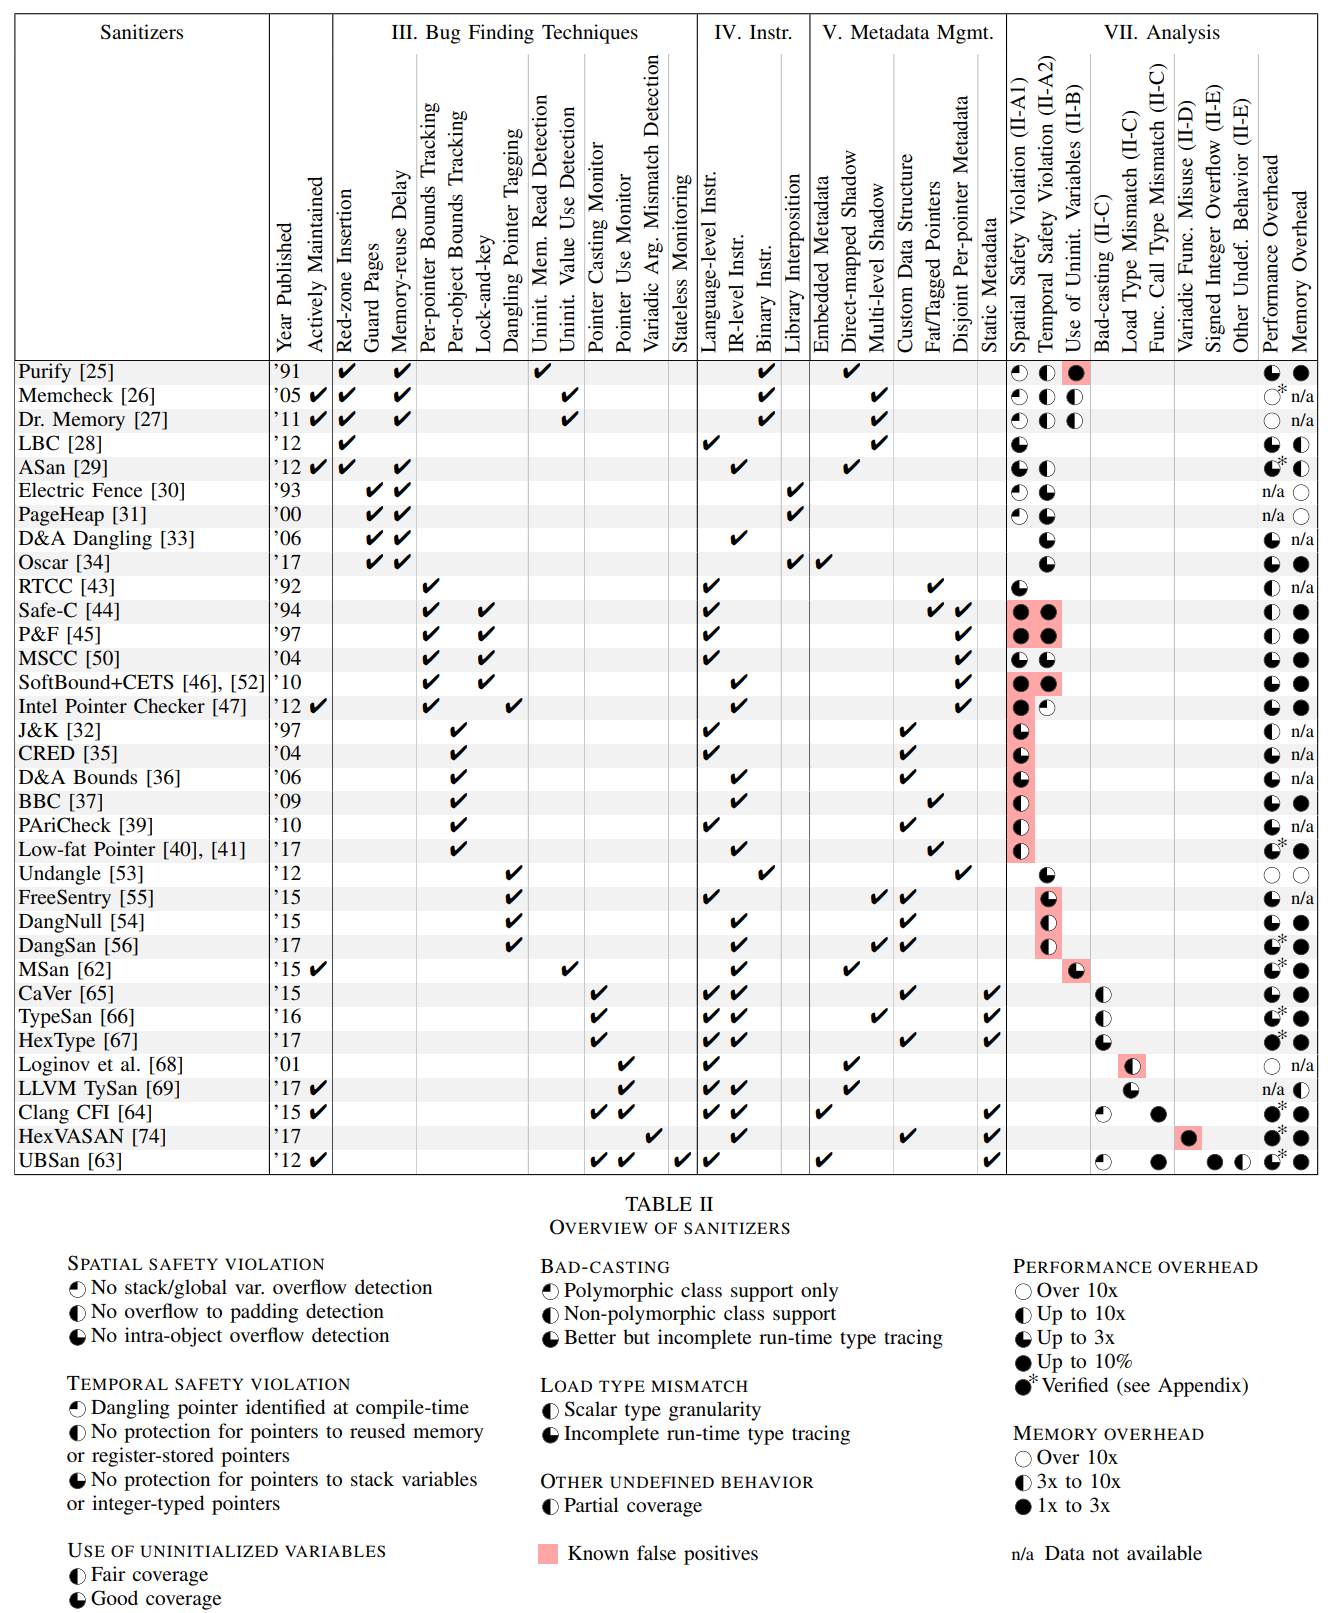 Sanitizers III. Bug Finding Techniques IV. Instr. V. Metadata Mgmt. VII. Analysis
Year Published
Actively Maintained
Red-zone Insertion
Guard Pages
Memory-reuse Delay
Per-pointer Bounds Tracking
Per-object Bounds Tracking
Lock-and-key
Dangling Pointer Tagging
Uninit. Mem. Read Detection
Uninit. Value Use Detection
Pointer Casting Monitor
Pointer Use Monitor
Variadic Arg. Mismatch Detection
Stateless Monitoring
Language-level Instr.
IR-level Instr.
Binary Instr.
Library Interposition
Embedded Metadata
Direct-mapped Shadow
Multi-level Shadow
Custom Data Structure
Fat/Tagged Pointers
Disjoint Per-pointer Metadata
Static Metadata
Spatial Safety Violation (II-A1)
Temporal Safety Violation (II-A2)
Use of Uninit. Variables (II-B)
Bad-casting (II-C)
Load Type Mismatch (II-C)
Func. Call Type Mismatch (II-C)
Variadic Func. Misuse (II-D)
Signed Integer Overflow (II-E)
Other Undef. Behavior (II-E)
Performance Overhead
Memory Overhead
Purify [25] ’91 ✔ ✔ ✔ ✔ ✔
Memcheck [26] ’05 ✔ ✔ ✔ ✔ ✔ ✔ * n/a
Dr. Memory [27] ’11 ✔ ✔ ✔ ✔ ✔ ✔ n/a
LBC [28] ’12 ✔ ✔ ✔
ASan [29] ’12 ✔ ✔ ✔ ✔ ✔ *
Electric Fence [30] ’93 ✔ ✔ ✔ n/a
PageHeap [31] ’00 ✔ ✔ ✔ n/a
D&A Dangling [33] ’06 ✔ ✔ ✔ n/a
Oscar [34] ’17 ✔ ✔ ✔ ✔
RTCC [43] ’92 ✔ ✔ ✔ n/a
Safe-C [44] ’94 ✔ ✔ ✔ ✔ ✔
P&F [45] ’97 ✔ ✔ ✔ ✔
MSCC [50] ’04 ✔ ✔ ✔ ✔
SoftBound+CETS [46], [52] ’10 ✔ ✔ ✔ ✔
Intel Pointer Checker [47] ’12 ✔ ✔ ✔ ✔ ✔
J&K [32] ’97 ✔ ✔ ✔ n/a
CRED [35] ’04 ✔ ✔ ✔ n/a
D&A Bounds [36] ’06 ✔ ✔ ✔ n/a
BBC [37] ’09 ✔ ✔ ✔
PAriCheck [39] ’10 ✔ ✔ ✔ n/a
Low-fat Pointer [40], [41] ’17 ✔ ✔ ✔ *
Undangle [53] ’12 ✔ ✔ ✔
FreeSentry [55] ’15 ✔ ✔ ✔ ✔ n/a
DangNull [54] ’15 ✔ ✔ ✔
DangSan [56] ’17 ✔ ✔ ✔ ✔ *
MSan [62] ’15 ✔ ✔ ✔ ✔ *
CaVer [65] ’15 ✔ ✔ ✔ ✔ ✔
TypeSan [66] ’16 ✔ ✔ ✔ ✔ ✔ *
HexType [67] ’17 ✔ ✔ ✔ ✔ ✔ *
Loginov et al. [68] ’01 ✔ ✔ ✔ n/a
LLVM TySan [69] ’17 ✔ ✔ ✔ ✔ ✔ n/a
Clang CFI [64] ’15 ✔ ✔ ✔ ✔ ✔ ✔ ✔ *
HexVASAN [74] ’17 ✔ ✔ ✔ ✔ *
UBSan [63] ’12 ✔ ✔ ✔ ✔ ✔ ✔ ✔ *
TABLE II
OVERVIEW OF SANITIZERS
SPATIAL SAFETY VIOLATION
No stack/global var. overflow detection
No overflow to padding detection
No intra-object overflow detection
TEMPORAL SAFETY VIOLATION
Dangling pointer identified at compile-time
No protection for pointers to reused memory
or register-stored pointers
No protection for pointers to stack variables
or integer-typed pointers
USE OF UNINITIALIZED VARIABLES
Fair coverage
Good coverage
BAD-CASTING
Polymorphic class support only
Non-polymorphic class support
Better but incomplete run-time type tracing
LOAD TYPE MISMATCH
Scalar type granularity
Incomplete run-time type tracing
OTHER UNDEFINED BEHAVIOR
Partial coverage
Known false positives
PERFORMANCE OVERHEAD
Over 10x
Up to 10x
Up to 3x
Up to 10%
* Verified (see Appendix)
MEMORY OVERHEAD
Over 10x
3x to 10x
1x to 3x
n/a Data not available